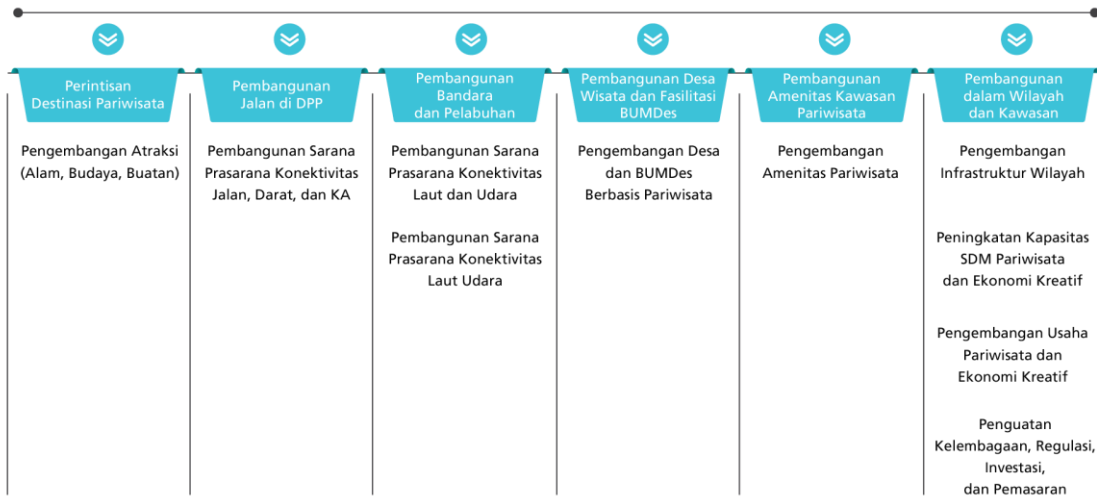 Perintisan
Destinasi Pariwisata
Pengembangan Atraksi
(Alam, Budaya, Buatan)
Pembangunan
Jalan di DPP
Pembangunan Sarana
Prasarana Konektivitas
Jalan, Darat, dan KA
Pembangunan
Bandara
dan Pelabuhan
Pembangunan Sarana
Prasarana Konektivitas
Laut dan Udara
Pembangunan Sarana
Prasarana Konektivitas
Laut Udara
Pembangunan Desa
Wisata dan Fasilitasi
BUMDes
Pengembangan Desa
dan BUMDes
Berbasis Pariwisata
Pembangunan
Amenitas Kawasan
Pariwisata
Pengembangan
Amenitas Pariwisata
Pembangunan
dalam Wilayah
dan Kawasan
Pengembangan
Infrastruktur Wilayah
Peningkatan Kapasitas
SDM Pariwisata
dan Ekonomi Kreatif
Pengembangan Usaha
Pariwisata dan
Ekonomi Kreatif
Penguatan
Kelembagaan, Regulasi,
Investasi,
dan Pemasaran